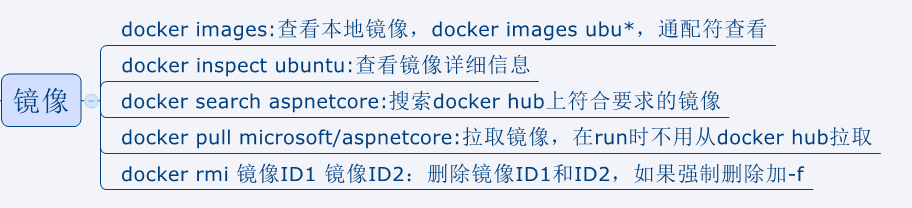 docker images:查看本地镜像，docker images ubu*，通配符查看
docker inspect ubuntu:查看镜像详细信息
镜像
docker search aspnetcore:搜索docker hub上符合要求的镜像
docker pull microsoft/aspnetcore:拉取镜像，在run时不用从docker hub拉取
docker rmi 镜像ID1 镜像ID2：删除镜像ID1和ID2，如果强制删除加-f